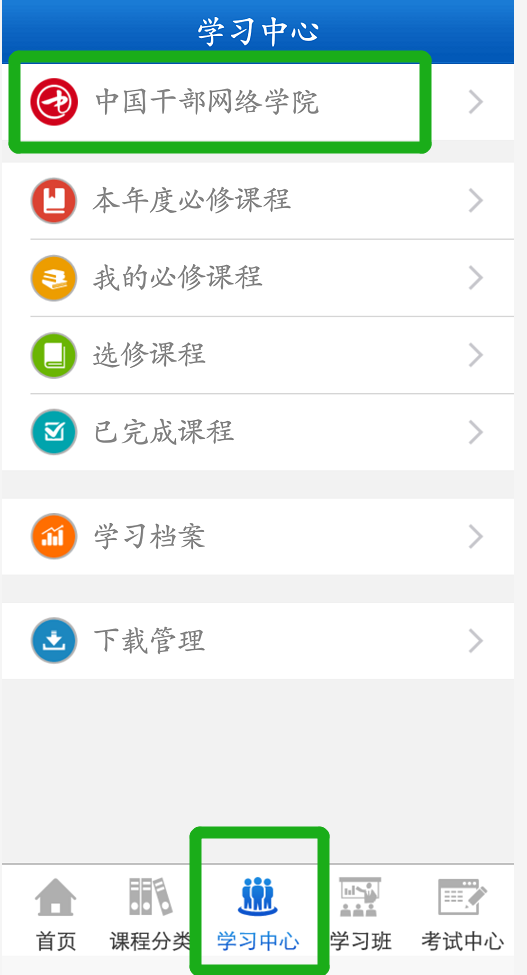 学习中心
中国干部网络学院
本年度必修课程
我的必修课程
选修课程
已完成课程
学习档案
下载管理
首页 课程分类 学习中心 学习班 考试中心